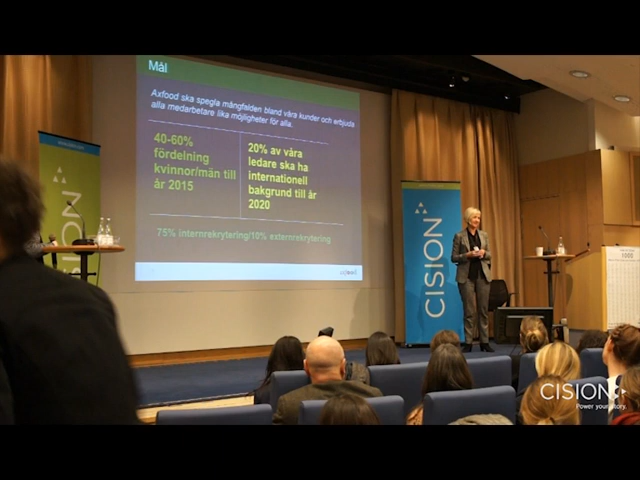 Mål
Axfood ska spegla mångfalden bland våra kunder och erbjuda
alla medarbetare lika möjligheter för alla.
40-60%
fördelning
kvinnor/män till
år 2015
20% av våra
ledare ska ha
internationell
bakgrund till år
2020
75% internrekrytering/10% externrekrytering
CISION
CISION
Power your story.